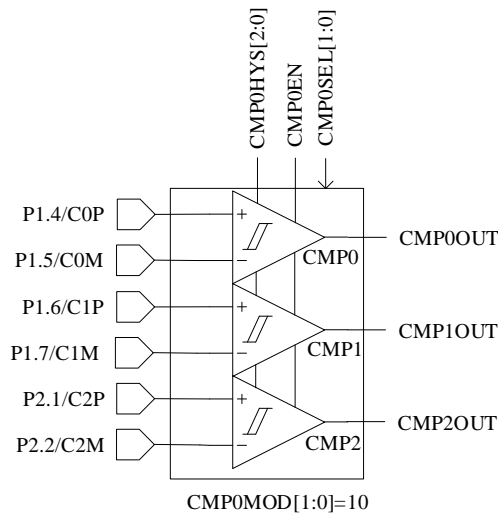 CMP0HYS[2:0]
CMP0EN
CMP0SEL[1:0]
P1.4/C0P
+
CMP0
CMP0OUT
P1.5/C0M
−
P1.6/C1P
+
CMP1
CMP1OUT
P1.7/C1M
−
P2.1/C2P
+
CMP2
CMP2OUT
P2.2/C2M
−
CMP0MOD[1:0]=10